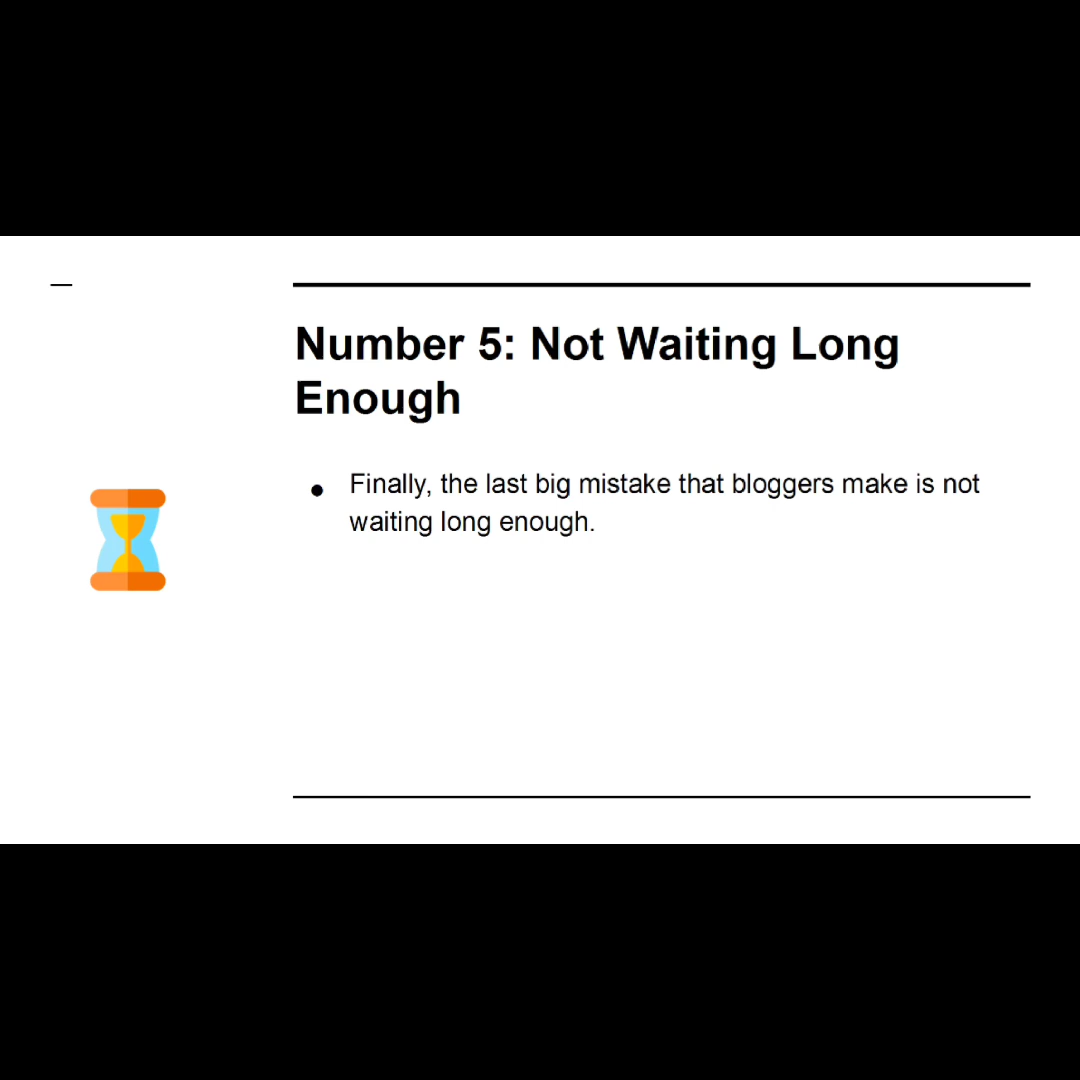 Number 5: Not Waiting Long
Enough
● Finally, the last big mistake that bloggers make is not
waiting long enough.